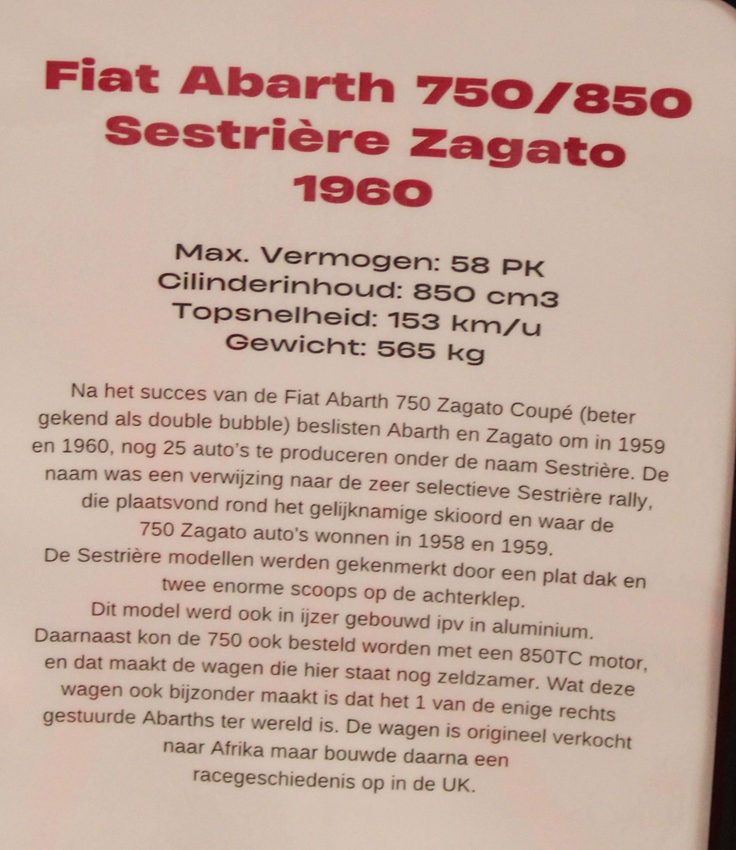 Fiat Abarth 750/850
Sestrière Zagato
1960
Max. Vermogen: 58 PK
Cilinderinhoud: 850 cm3
Topsnelheid: 153 km/u
Gewicht: 565 kg
Na het succes van de Fiat Abarth 750 Zagato Coupé (beter
gekend als double bubble) beslisten Abarth en Zagato om in 1959
en 1960, nog 25 auto's te produceren onder de naam Sestrière. De
naam was een verwijzing naar de zeer selectieve Sestrière rally,
die plaatsvond rond het gelijknamige skioord en waar de
750 Zagato auto's wonnen in 1958 en 1959.
De Sestrière modellen werden gekenmerkt door een plat dak en
twee enorme scoops op de achterklep.
Dit model werd ook in ijzer gebouwd ipv in aluminium.
Daarnaast kon de 750 ook besteld worden met een 850TC motor,
en dat maakt de wagen die hier staat nog zeldzamer. Wat deze
wagen ook bijzonder maakt is dat het 1 van de enige rechts
gestuurde Abarths ter wereld is. De wagen is origineel verkocht
naar Afrika maar bouwde daarna een
racegeschiedenis op in de UK.